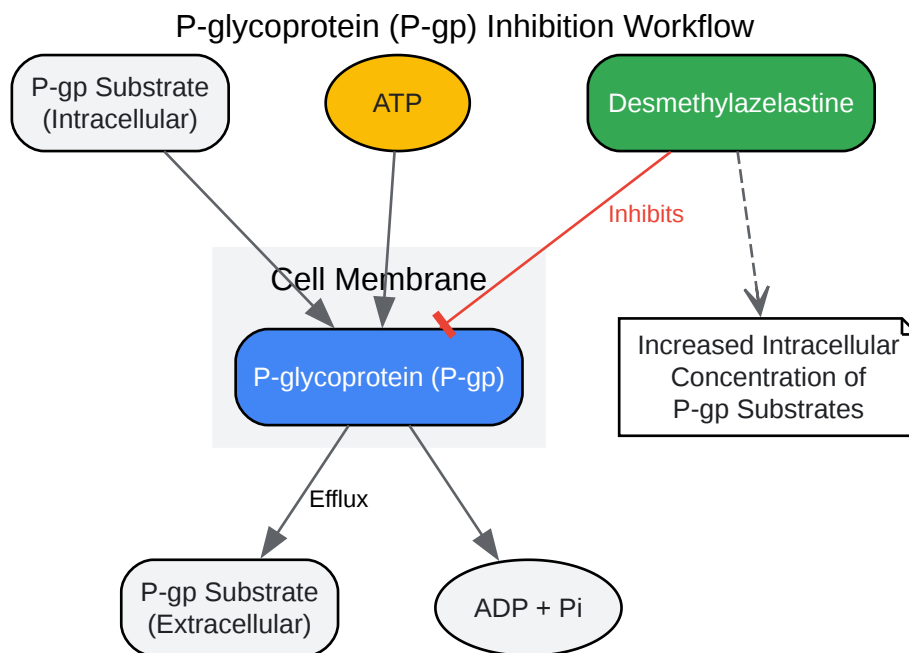 P-glycoprotein (P-gp) Inhibition Workflow
P-gp Substrate
(Intracellular)
ATP
Desmethylazelastine
Inhibits
Cell Membrane
P-glycoprotein (P-gp)
Increased Intracellular
Concentration of
P-gp Substrates
Efflux
P-gp Substrate
(Extracellular)
ADP + Pi